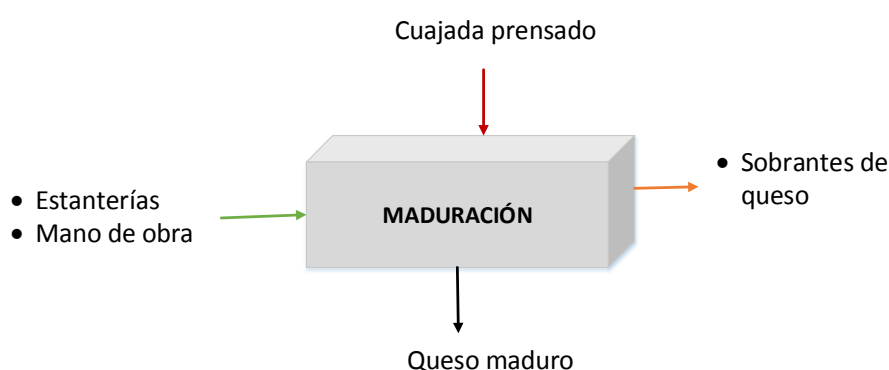 Cuajada prensado
• Sobrantes de
queso
• Estanterías
• Mano de obra
MADURACIÓN
Queso maduro